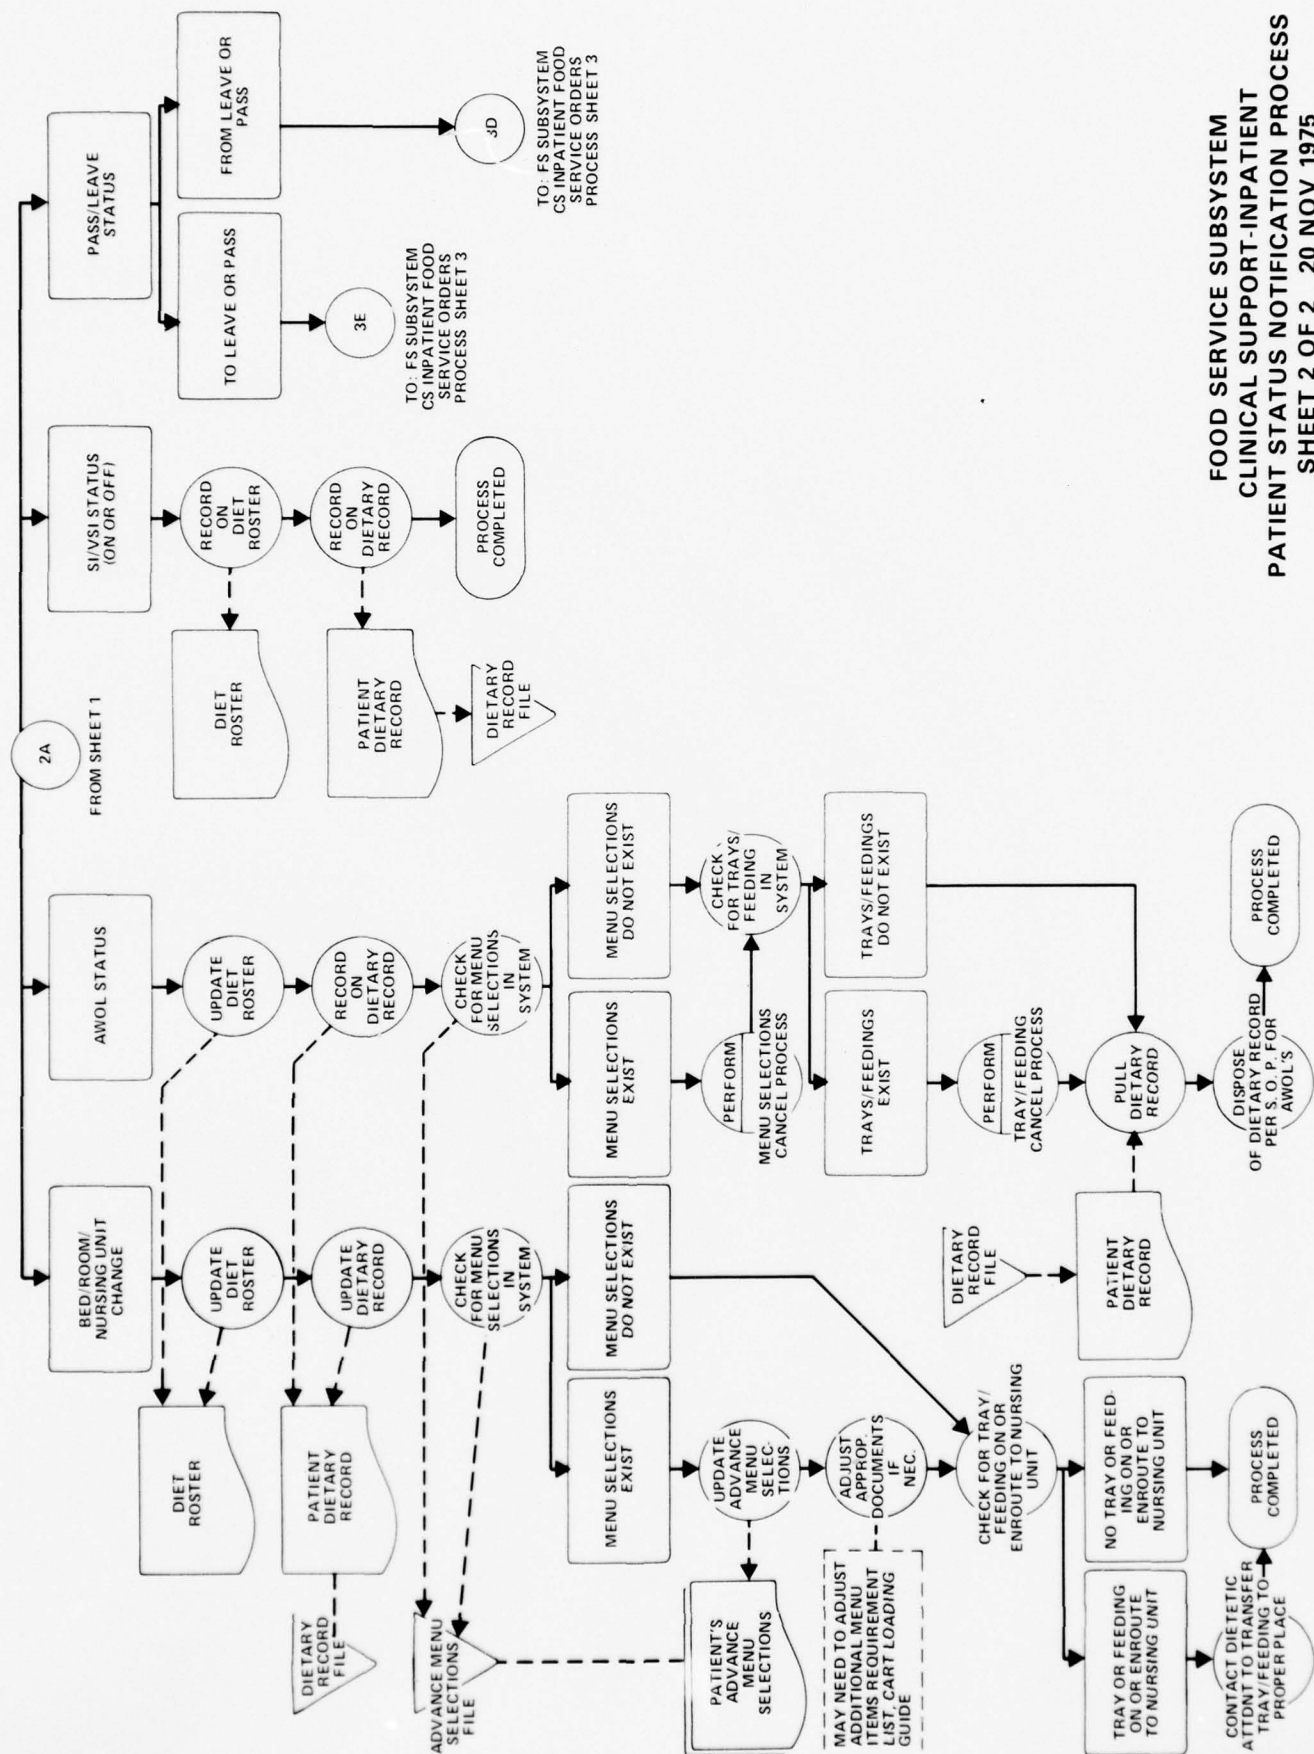 2A
FROM SHEET 1
BED/ROOM/
NURSING UNIT
CHANGE
UPDATE
DIET
ROSTER
DIET
ROSTER
UPDATE
DIETARY
RECORD
PATIENT
DIETARY
RECORD
DIETARY
RECORD
FILE
CHECK
FOR MENU
SELECTIONS
IN
SYSTEM
ADVANCE MENU
SELECTIONS
FILE
MENU SELECTIONS
EXIST
MENU SELECTIONS
DO NOT EXIST
UPDATE
ADVANCE
MENU
SELEC-
TIONS
PATIENT'S
ADVANCE
MENU
SELECTIONS
ADJUST
APPROP.
DOCUMENTS
IF
NEC.
MAY NEED TO ADJUST
ADDITIONAL MENU
ITEMS REQUIREMENT
LIST, CART LOADING
GUIDE
CHECK FOR TRAY/
FEEDING ON OR
ENROUTE TO NURSING
UNIT
TRAY OR FEEDING
ON OR ENROUTE
TO NURSING UNIT
NO TRAY OR FEED-
ING ON OR
ENROUTE TO
NURSING UNIT
CONTACT DIETETIC
ATTDNT TO TRANSFER
TRAY/FEEDING TO
PROPER PLACE
PROCESS
COMPLETED
AWOL STATUS
UPDATE
DIET
ROSTER
RECORD
ON
DIETARY
RECORD
CHECK
FOR MENU
SELECTIONS
IN
SYSTEM
MENU SELECTIONS
EXIST
MENU SELECTIONS
DO NOT EXIST
PERFORM
MENU SELECTIONS
CANCEL PROCESS
CHECK
FOR TRAYS/
FEEDING
IN
SYSTEM
TRAYS/FEEDINGS
EXIST
TRAYS/FEEDINGS
DO NOT EXIST
PERFORM
TRAY/FEEDING
CANCEL PROCESS
DIETARY
RECORD
FILE
PATIENT
DIETARY
RECORD
PULL
DIETARY
RECORD
DISPOSE
OF DIETARY RECORD
PER S. O. P. FOR
AWOL'S
PROCESS
COMPLETED
SI/VSI STATUS
(ON OR OFF)
RECORD
ON
DIET
ROSTER
DIET
ROSTER
RECORD
ON
DIETARY
RECORD
PATIENT
DIETARY
RECORD
DIETARY
RECORD
FILE
PROCESS
COMPLETED
PASS/LEAVE
STATUS
TO LEAVE OR PASS
FROM LEAVE OR
PASS
3E
TO: FS SUBSYSTEM
CS INPATIENT FOOD
SERVICE ORDERS
PROCESS SHEET 3
3D
TO: FS SUBSYSTEM
CS INPATIENT FOOD
SERVICE ORDERS
PROCESS SHEET 3
FOOD SERVICE SUBSYSTEM
CLINICAL SUPPORT-INPATIENT
PATIENT STATUS NOTIFICATION PROCESS
SHEET 2 OF 2 20 NOV 1975